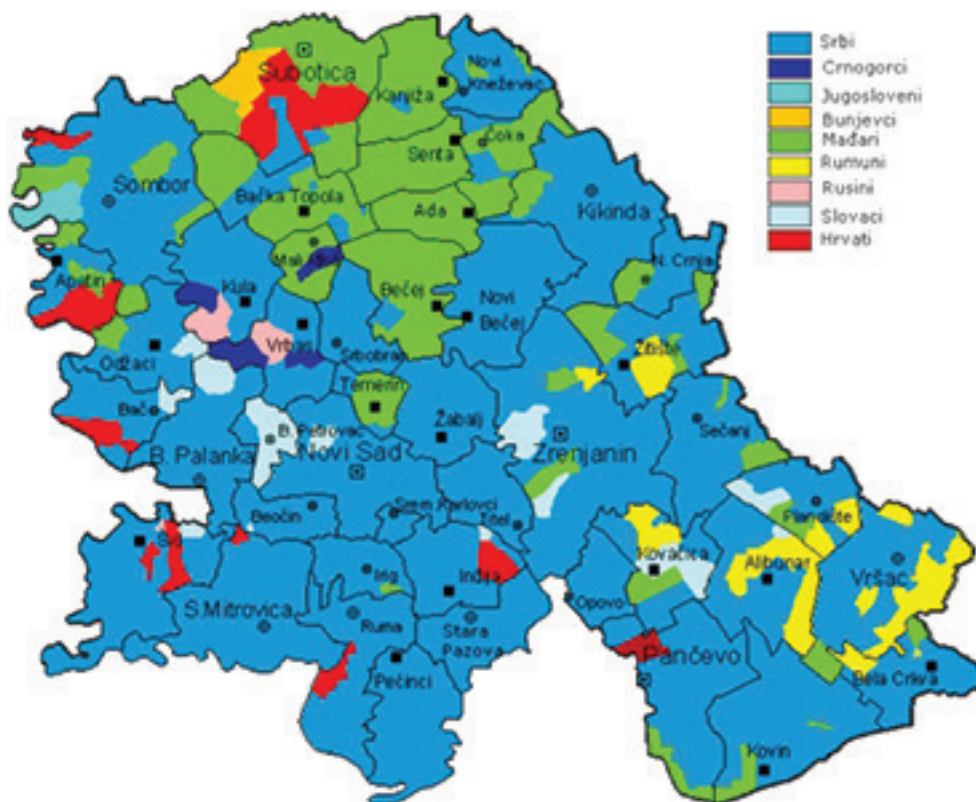 Srbi
Crnogorci
Jugosloveni
Bunjevci
Mađari
Rumuni
Rusini
Slovaci
Hrvati
Subotica
Novi
Kneževac
Kanjiža
Čoka
Senta
Sombor
Bačka Topola
Ada
Kikinda
Mali
N. Crnja
Apatin
Kula
Bečej
Novi
Bečej
Vrbas
Srbobran
Odžaci
Žitište
Temerin
Bač
Žabalj
Sečanj
B. Petrovac
B. Palanka
Novi Sad
Zrenjanin
Beočin
Srem.Karlovci
Titel
Plandište
Šid
Kovačica
Alibunar
Vršac
Irig
Inđija
S.Mitrovica
Ruma
Opovo
Stara
Pazova
Pančevo
Pećinci
Bela Crkva
Kovin